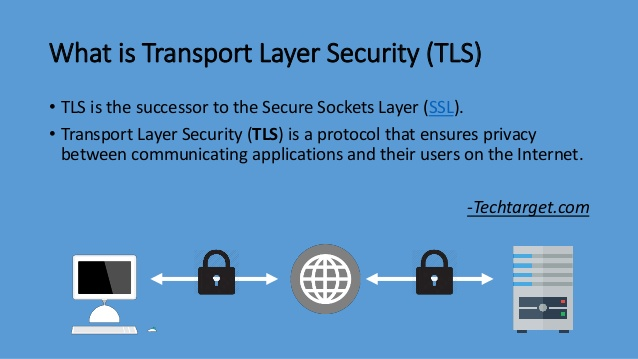 What is Transport Layer Security (TLS)
• TLS is the successor to the Secure Sockets Layer (SSL).
• Transport Layer Security (TLS) is a protocol that ensures privacy
between communicating applications and their users on the Internet.
-Techtarget.com